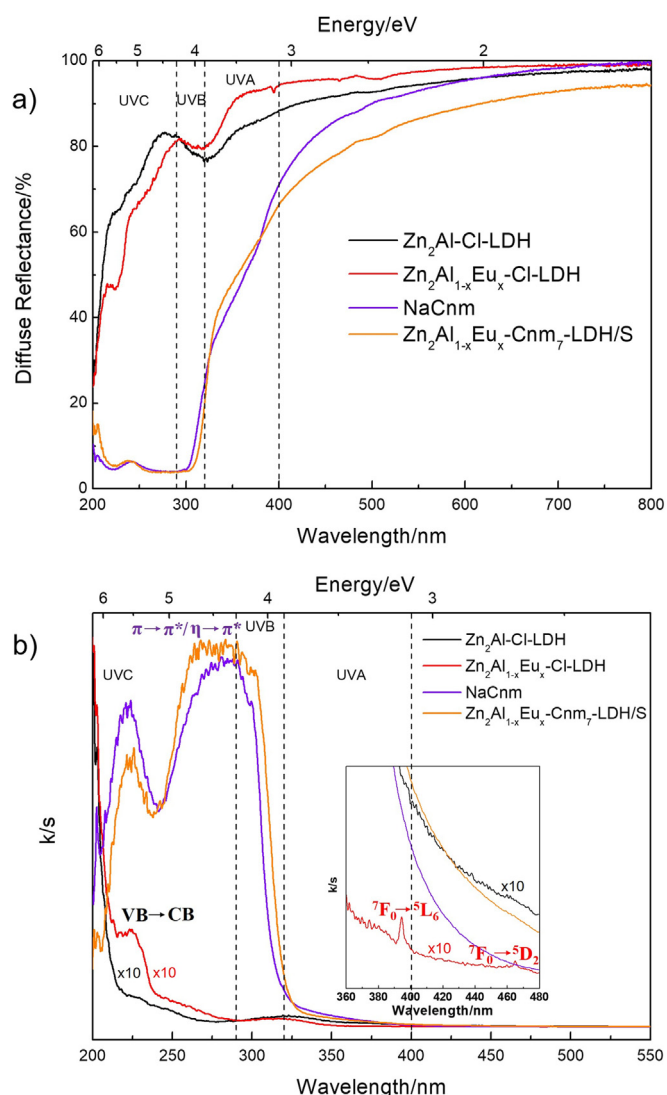 Energy/eV
6 5 4 3 2
a)
100
80
60
40
20
0
Diffuse Reflectance/%
UVC
UVB
UVA
Zn2Al-Cl-LDH
Zn2Al1-xEux-Cl-LDH
NaCnm
Zn2Al1-xEux-Cnm7-LDH/S
200 300 400 500 600 700 800
Wavelength/nm
Energy/eV
6 5 4 3
b)
k/s
π→π*/η→π*
UVC
UVB
UVA
Zn2Al-Cl-LDH
Zn2Al1-xEux-Cl-LDH
NaCnm
Zn2Al1-xEux-Cnm7-LDH/S
VB→CB
x10
x10
k/s
x10
7F0→5L6
7F0→5D2
x10
360 380 400 420 440 460 480
Wavelength/nm
200 250 300 350 400 450 500 550
Wavelength/nm